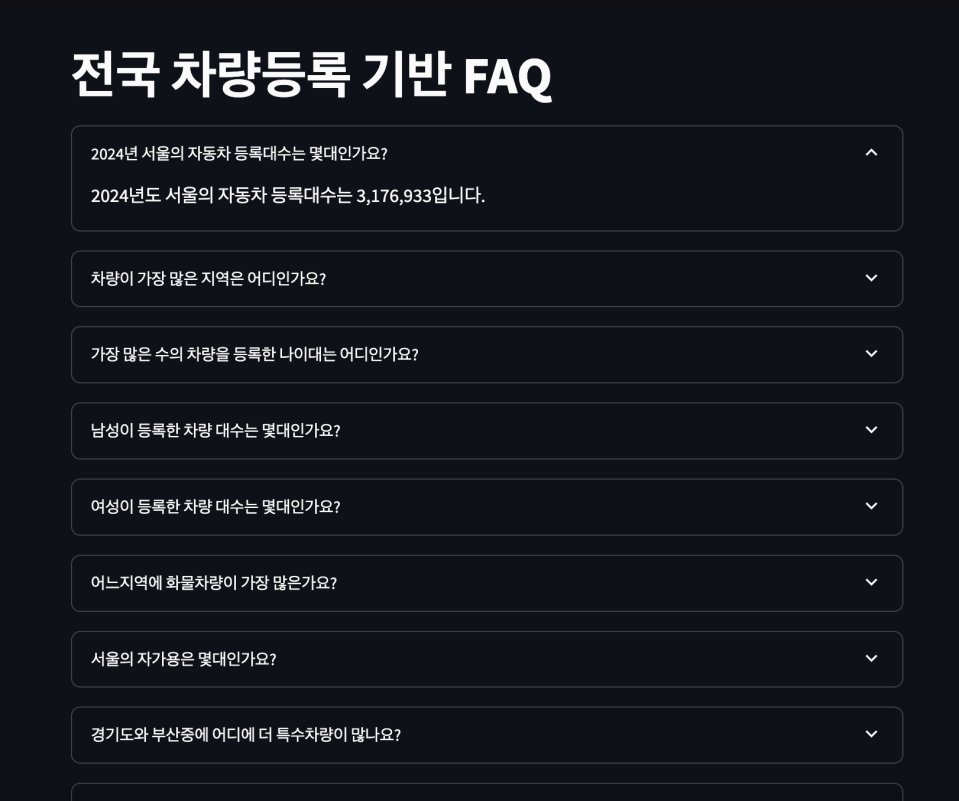 전국 차량등록 기반 FAQ
2024년 서울의 자동차 등록대수는 몇대인가요?
2024년도 서울의 자동차 등록대수는 3,176,933입니다.
차량이 가장 많은 지역은 어디인가요?
가장 많은 수의 차량을 등록한 나이대는 어디인가요?
남성이 등록한 차량 대수는 몇대인가요?
여성이 등록한 차량 대수는 몇대인가요?
어느지역에 화물차량이 가장 많은가요?
서울의 자가용은 몇대인가요?
경기도와 부산중에 어디에 더 특수차량이 많나요?